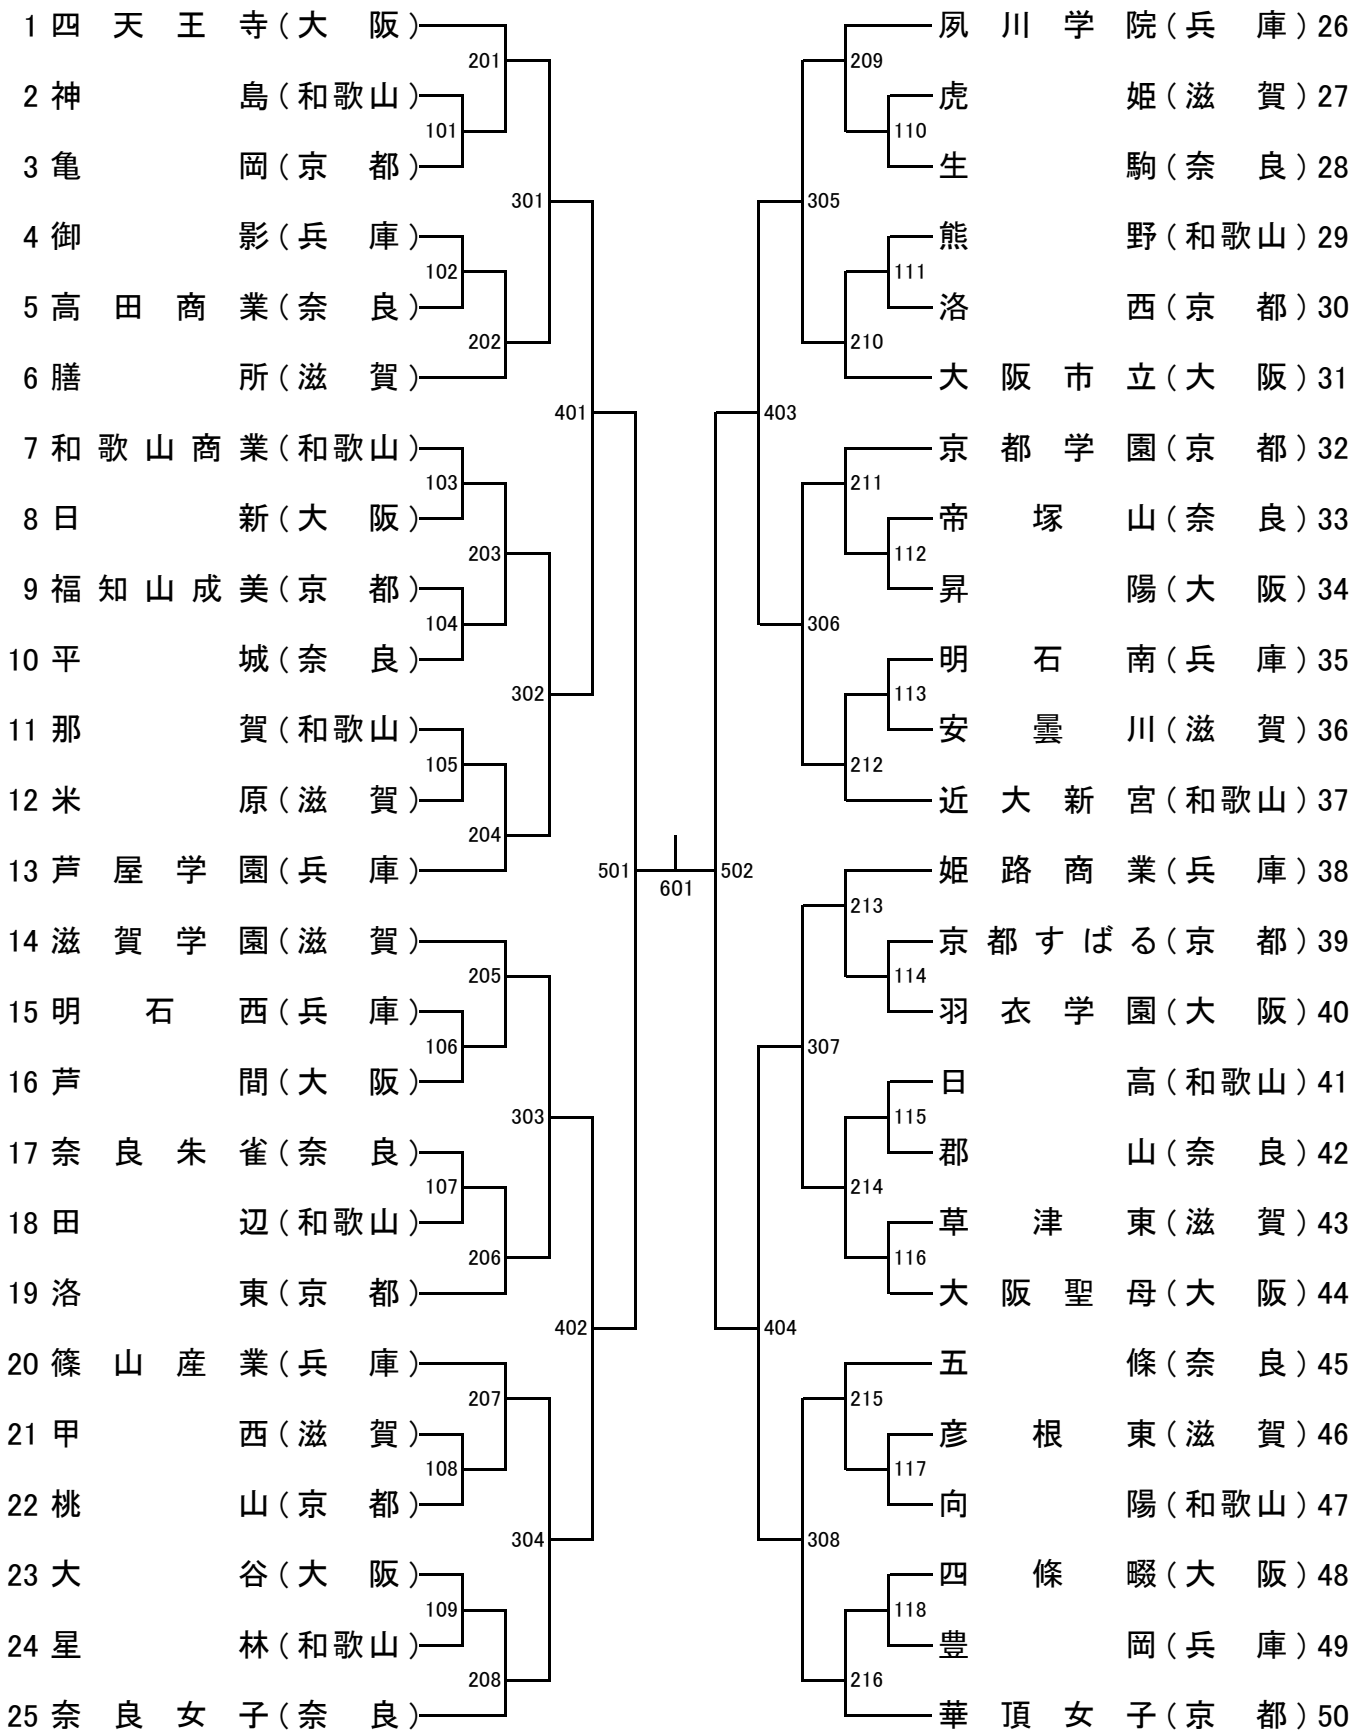 1 四天王寺(大阪)
201
2 神島(和歌山)
101
3 亀岡(京都)
301
4 御影(兵庫)
102
5 高田商業(奈良)
202
6 膳所(滋賀)
401
7 和歌山商業(和歌山)
103
8 日新(大阪)
203
9 福知山成美(京都)
104
10 平城(奈良)
302
11 那賀(和歌山)
105
12 米原(滋賀)
204
13 芦屋学園(兵庫)
501
14 滋賀学園(滋賀)
205
15 明石西(兵庫)
106
16 芦間(大阪)
303
17 奈良朱雀(奈良)
107
18 田辺(和歌山)
206
19 洛東(京都)
402
20 篠山産業(兵庫)
207
21 甲西(滋賀)
108
22 桃山(京都)
304
23 大谷(大阪)
109
24 星林(和歌山)
208
25 奈良女子(奈良)
601
夙川学院(兵庫)26
209
虎姫(滋賀)27
110
生駒(奈良)28
305
熊野(和歌山)29
111
洛西(京都)30
210
大阪市立(大阪)31
403
京都学園(京都)32
211
帝塚山(奈良)33
112
昇陽(大阪)34
306
明石南(兵庫)35
113
安曇川(滋賀)36
212
近大新宮(和歌山)37
502
姫路商業(兵庫)38
213
京都すばる(京都)39
114
羽衣学園(大阪)40
307
日高(和歌山)41
115
郡山(奈良)42
214
草津東(滋賀)43
116
大阪聖母(大阪)44
404
五條(奈良)45
215
彦根東(滋賀)46
117
向陽(和歌山)47
308
四條畷(大阪)48
118
豊岡(兵庫)49
216
華頂女子(京都)50